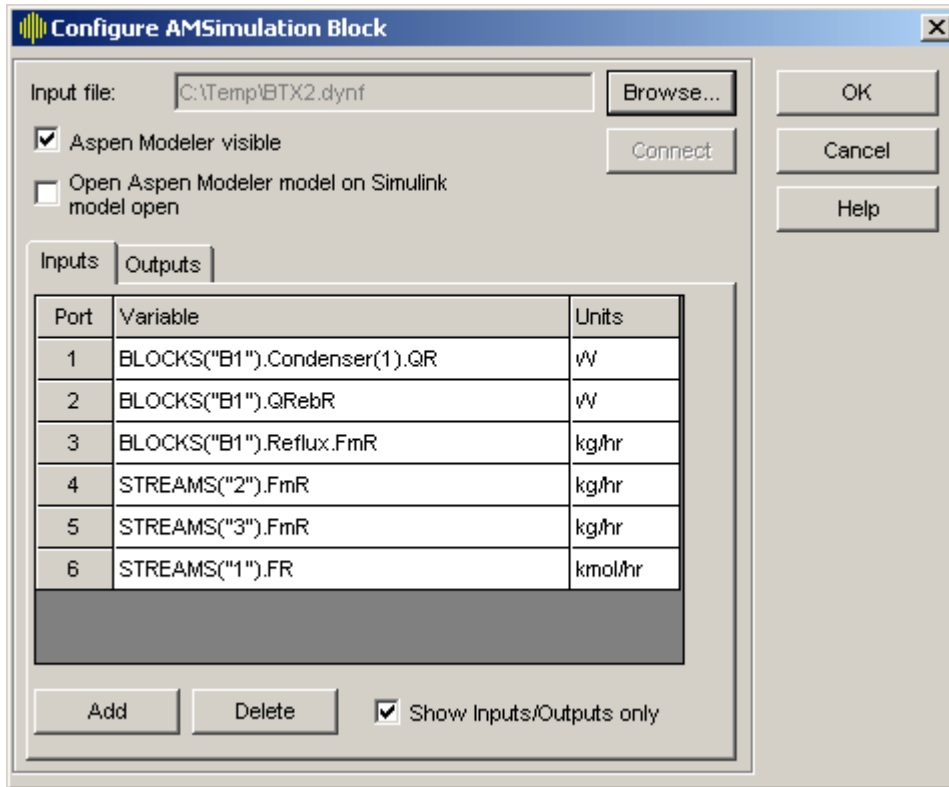 Configure AMSimulation Block
Input file: C:\Temp\BTX2.dynf Browse... OK
Aspen Modeler visible Connect Cancel
Open Aspen Modeler model on Simulink
model open Help
Inputs Outputs
Port Variable Units
1 BLOCKS("B1").Condenser(1).QR W
2 BLOCKS("B1").QRebR W
3 BLOCKS("B1").Reflux.FmR kg/hr
4 STREAMS("2").FmR kg/hr
5 STREAMS("3").FmR kg/hr
6 STREAMS("1").FR kmol/hr
Add Delete Show Inputs/Outputs only